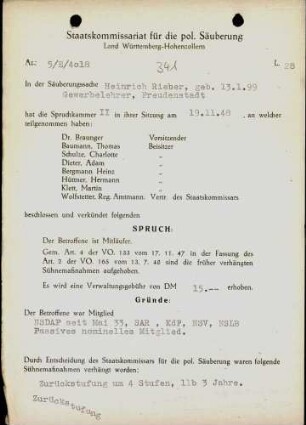 Staatskommissariat für die pol. Säuberung
Land Württemberg-Hohenzollern
Az: 5/B/4018 341 L 28
In der Säuberungssache Heinrich Rieber, geb. 13.1.99
Gewerbelehrer, Freudenstadt
hat die Spruchkammer II in ihrer Sitzung am 19.11.48, an welcher
teilgenommen haben:
Dr. Brauger Vorsitzender
Baumann, Thomas Beisitzer
Schulze, Charlotte „
Dieter, Adam „
Bergmann Heinz „
Hüttner, Hermann „
Klett, Martin „
Wolfstetter, Reg. Amtmann, Vertr. des Staatskommissars
beschlossen und verkündet folgenden
SPRUCH:
Der Betroffene ist Mitläufer.
Gem. Art. 4 der VO. 133 vom 17. 11. 47 in der Fassung des
Art. 3 der VO. 165 vom 13. 7. 48 sind die früher verhängten
Sühnemaßnahmen aufgehoben.
Es wird eine Verwaltungsgebühr von DM 15.-- erhoben.
Gründe:
Der Betroffene war Mitglied
NSDAP seit Mai 33, SAR, KdF, NSV, NSLB
Passives nominelles Mitglied.
Durch Entscheidung des Staatskommissars für die pol. Säuberung waren folgende
Sühnemaßnahmen verhängt worden:
Zurückstufung um 4 Stufen, 11b 3 Jahre.
Zurückstufung